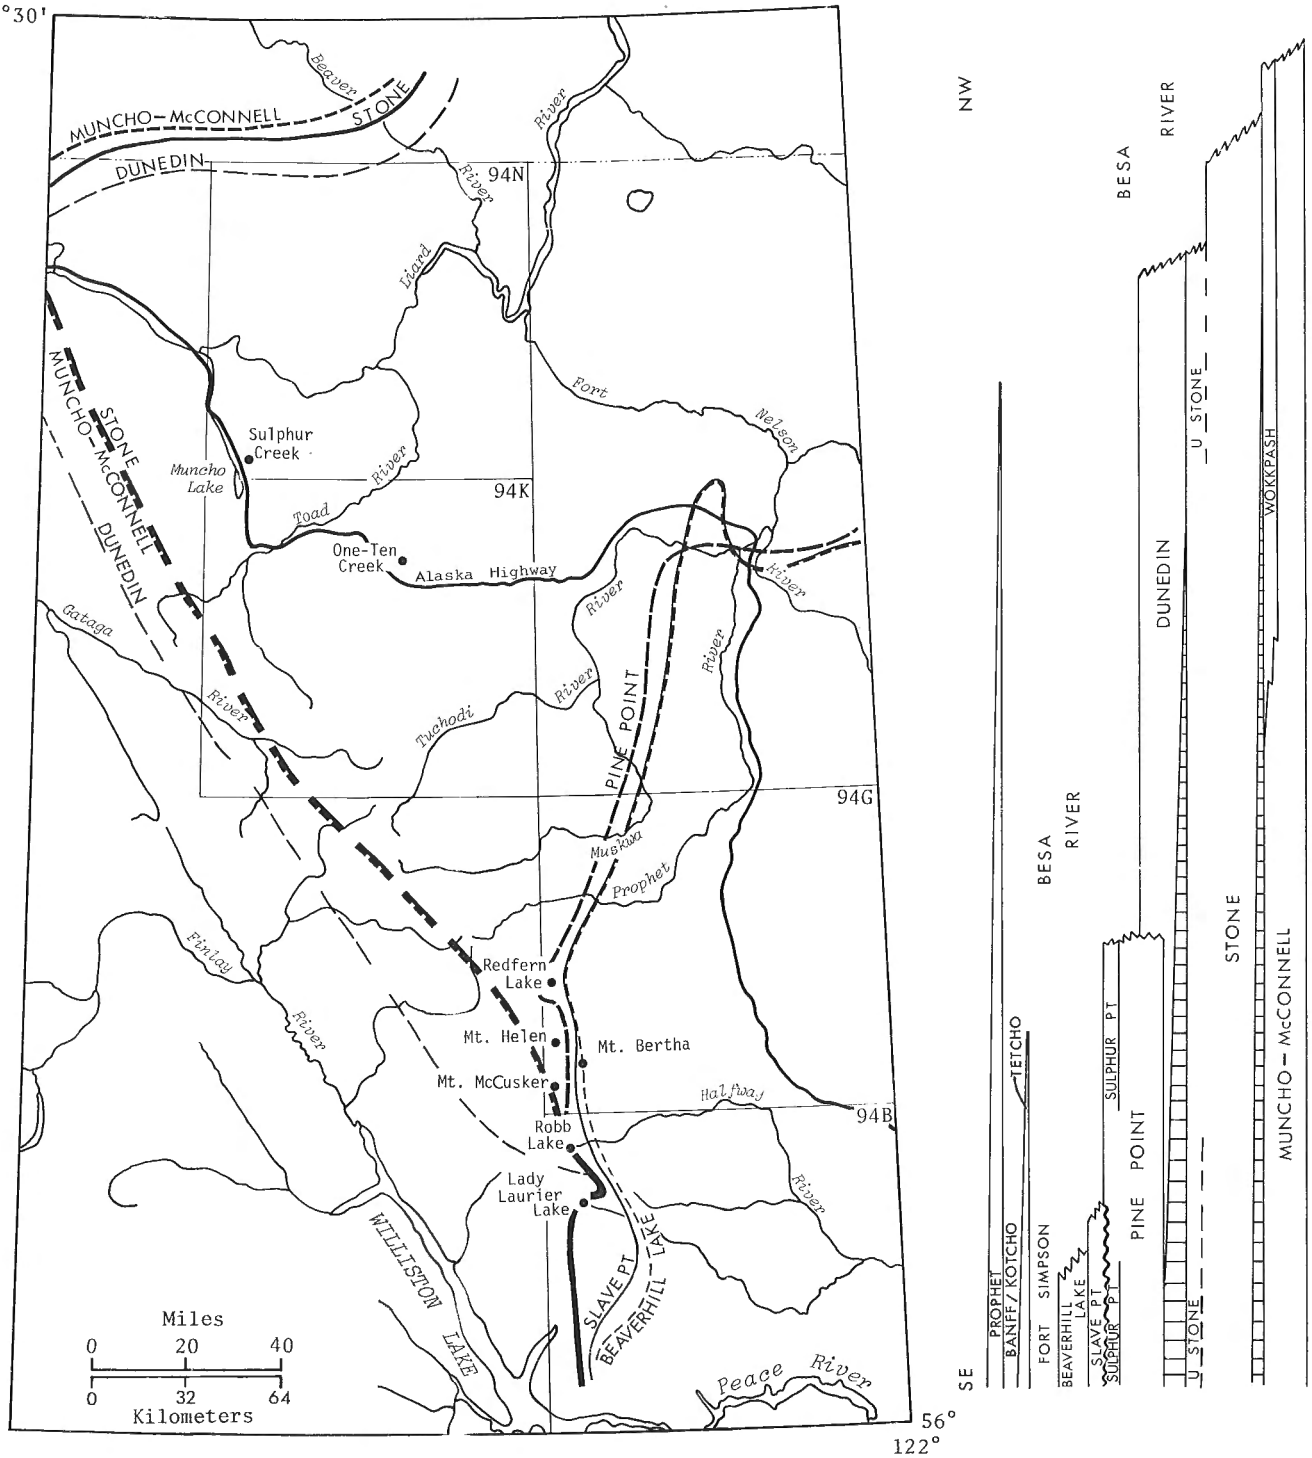 °30'
Beaver
River
MUNCHO-McCONNELL
STONE
DUNEDIN
94N
River
River
Liard
Fort
Nelson
River
MUNCHO-McCONNELL
STONE
DUNEDIN
Sulphur
Creek
Muncho
Lake
94K
River
Toad
One-Ten
Creek
Alaska Highway
River
River
Gataga
River
Tuchodi
River
PINE POINT
94G
Muskwa
Prophet
Finlay
River
Redfern
Lake
Mt. Helen
Mt. Bertha
Mt. McCusker
Halfway
94B
Robb
Lake
Lady
Laurier
Lake
River
WILLISTON
LAKE
SLAVE PT
BEAVERHILL LAKE
Miles
0 20 40
0 32 64
Kilometers
Peace River
56°
122°
NW
SE
PROPHET
BANFF / KOTCHO
TETCHO
FORT SIMPSON
BESA RIVER
BEAVERHILL
LAKE
SLAVE PT
SULPHUR PT
SULPHUR PT
PINE POINT
BESA RIVER
DUNEDIN
U STONE
U STONE
STONE
WOKKPASH
MUNCHO-McCONNELL